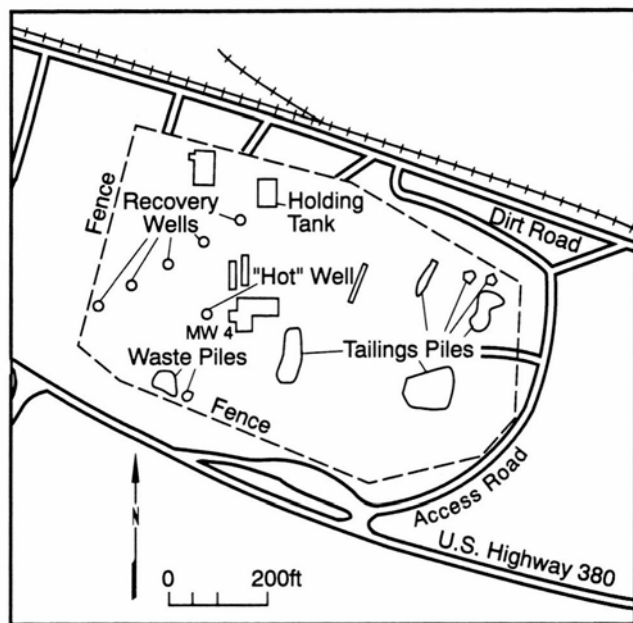 Recovery
Wells
Fence
Holding
Tank
Dirt Road
"Hot" Well
MW 4
Waste Piles
Tailings Piles
Fence
Access Road
U.S. Highway 380
N
0 200ft